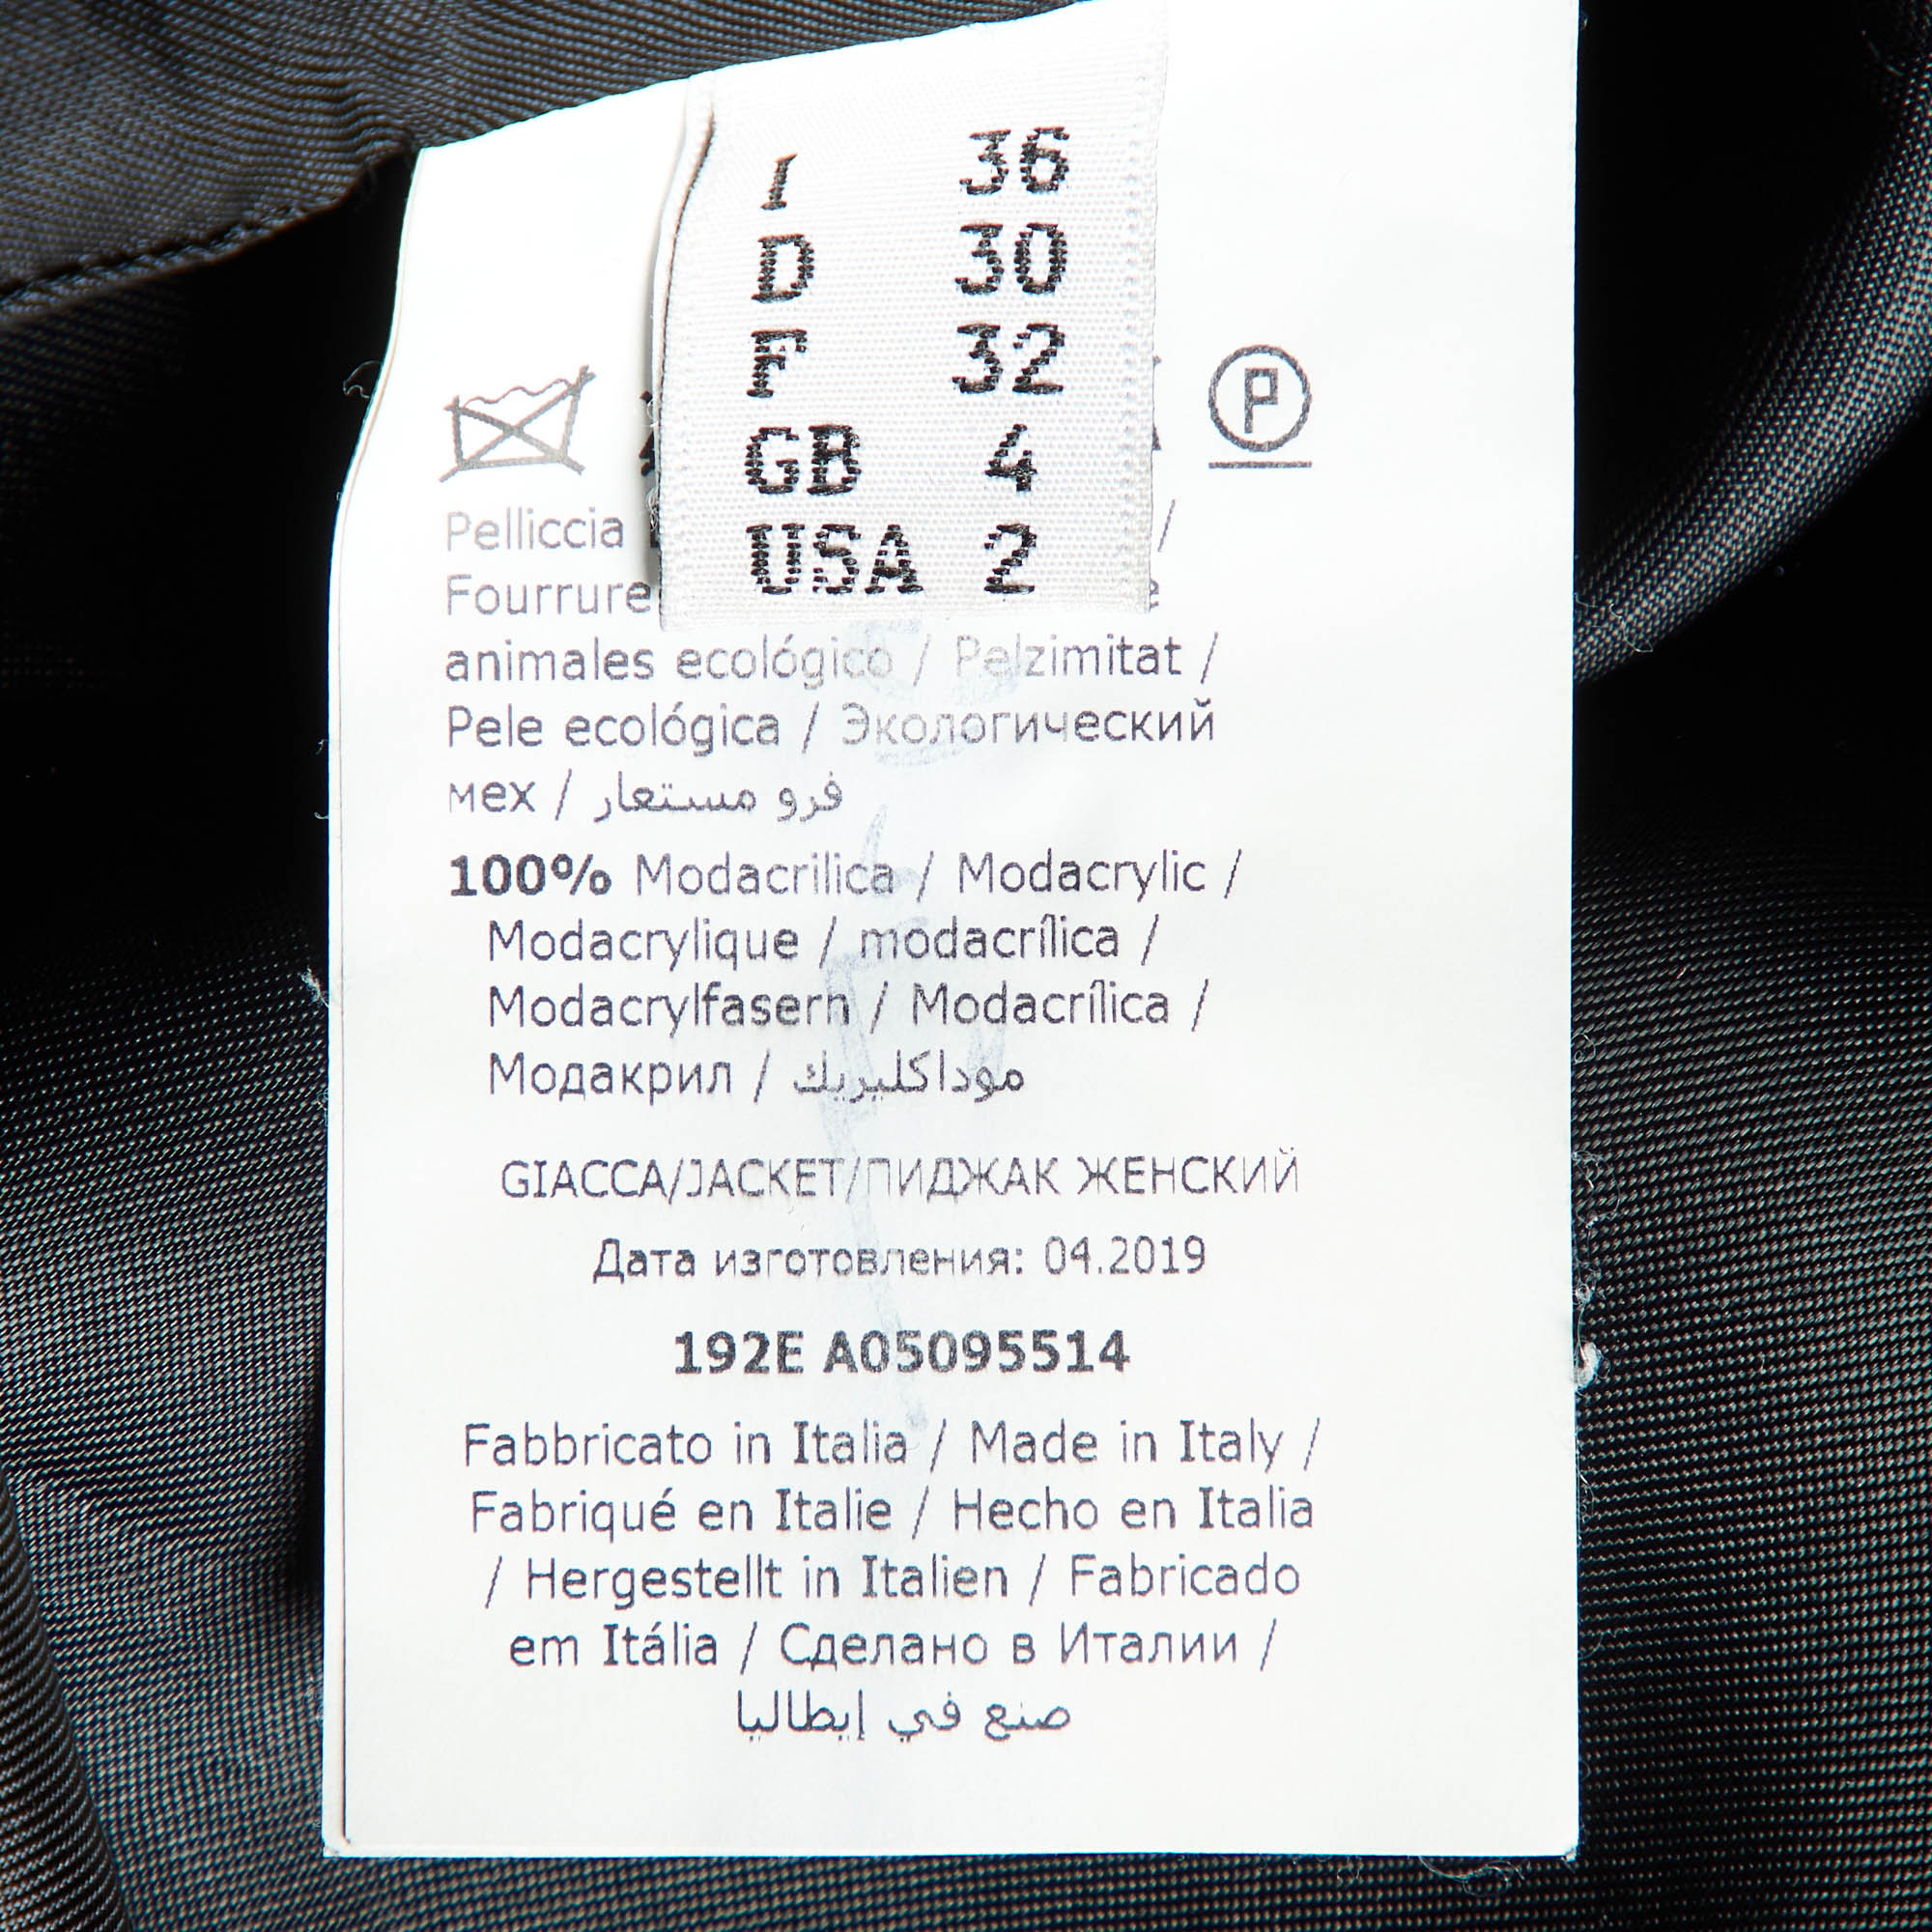 I 36
D 30
F 32
GB 4
USA 2
P
Pelliccia /
Fourrure
animales ecológico / Pelzimitat /
Pele ecológica / Экологический
мех / فرو مستعار
100% Modacrilica / Modacrylic /
Modacrylique / modacrílica /
Modacrylfasern / Modacrílica /
Модакрил / موداكليريك
GIACCA/JACKET/ПИДЖАК ЖЕНСКИЙ
Дата изготовления: 04.2019
192E A05095514
Fabbricato in Italia / Made in Italy /
Fabriqué en Italie / Hecho en Italia
/ Hergestellt in Italien / Fabricado
em Itália / Сделано в Италии /
صنع في إيطاليا